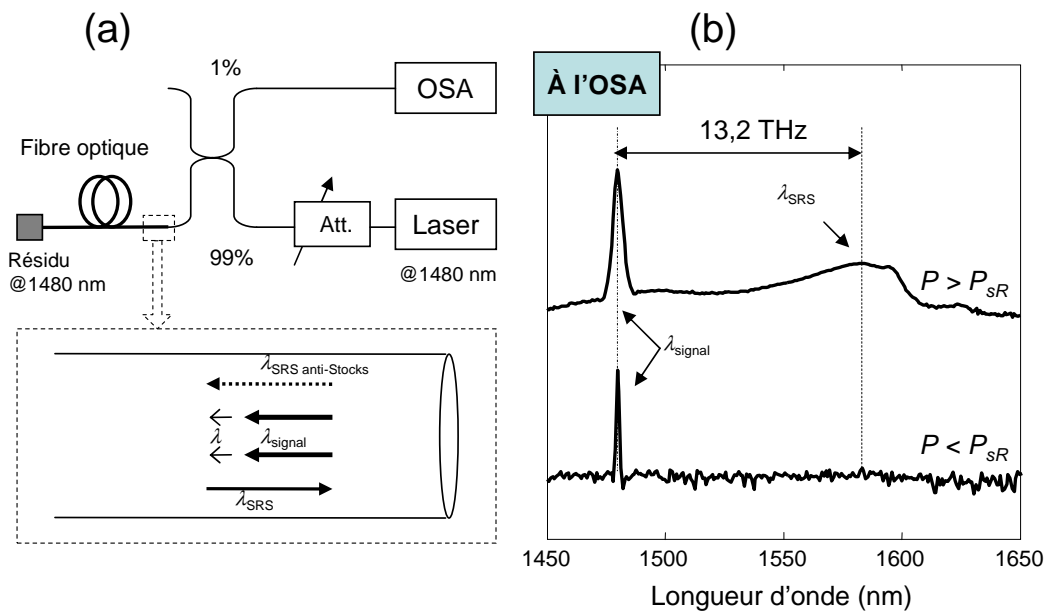 (a)
1%
OSA
Fibre optique
Att.
Laser
99%
Résidu
@1480 nm
@1480 nm
λSRS anti-Stocks
λ
λsignal
λSRS
(b)
À l'OSA
13,2 THz
λSRS
P > PsR
λsignal
P < PsR
1450
1500
1550
1600
1650
Longueur d'onde (nm)